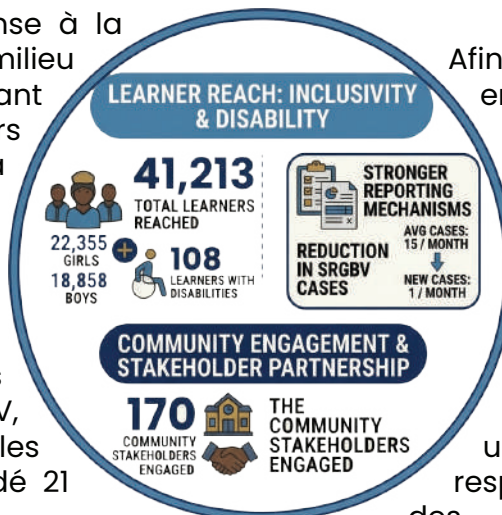 nse à la
milieu
ant
rs
a
s
V,
les
dé 21
LEARNER REACH: INCLUSIVITY
& DISABILITY
41,213
TOTAL LEARNERS
REACHED
22,355
GIRLS
18,858
BOYS
108
LEARNERS WITH
DISABILITIES
STRONGER
REPORTING
MECHANISMS
REDUCTION
IN SRGBV
CASES
AVG CASES:
15 / MONTH
NEW CASES:
1 / MONTH
COMMUNITY ENGAGEMENT &
STAKEHOLDER PARTNERSHIP
170
COMMUNITY
STAKEHOLDERS
ENGAGED
THE
COMMUNITY
STAKEHOLDERS
ENGAGED
Afin
er
u
resp
des